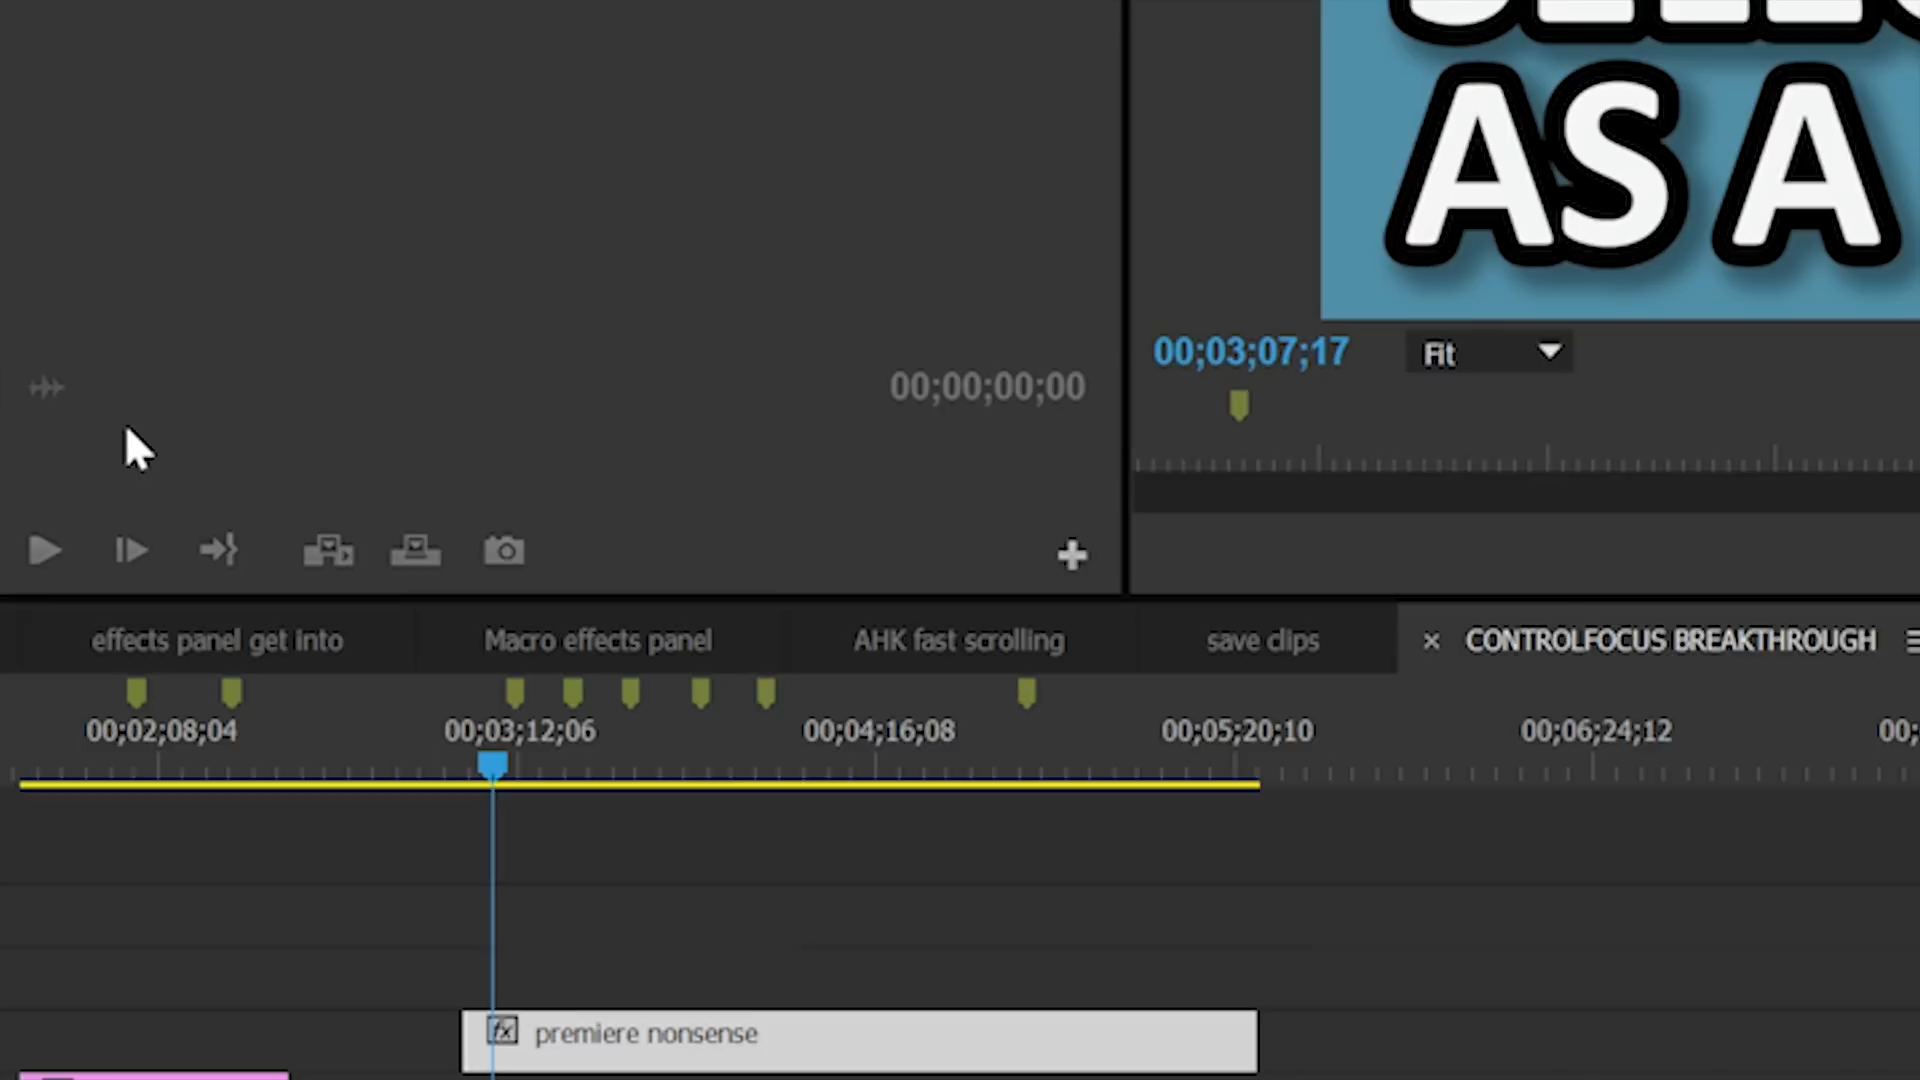 AS A
00;03;07;17
Fit
00;00;00;00
effects panel get into
Macro effects panel
AHK fast scrolling
save clips
CONTROLFOCUS BREAKTHROUGH
00;02;08;04
00;03;12;06
00;04;16;08
00;05;20;10
00;06;24;12
00;
fx premiere nonsense